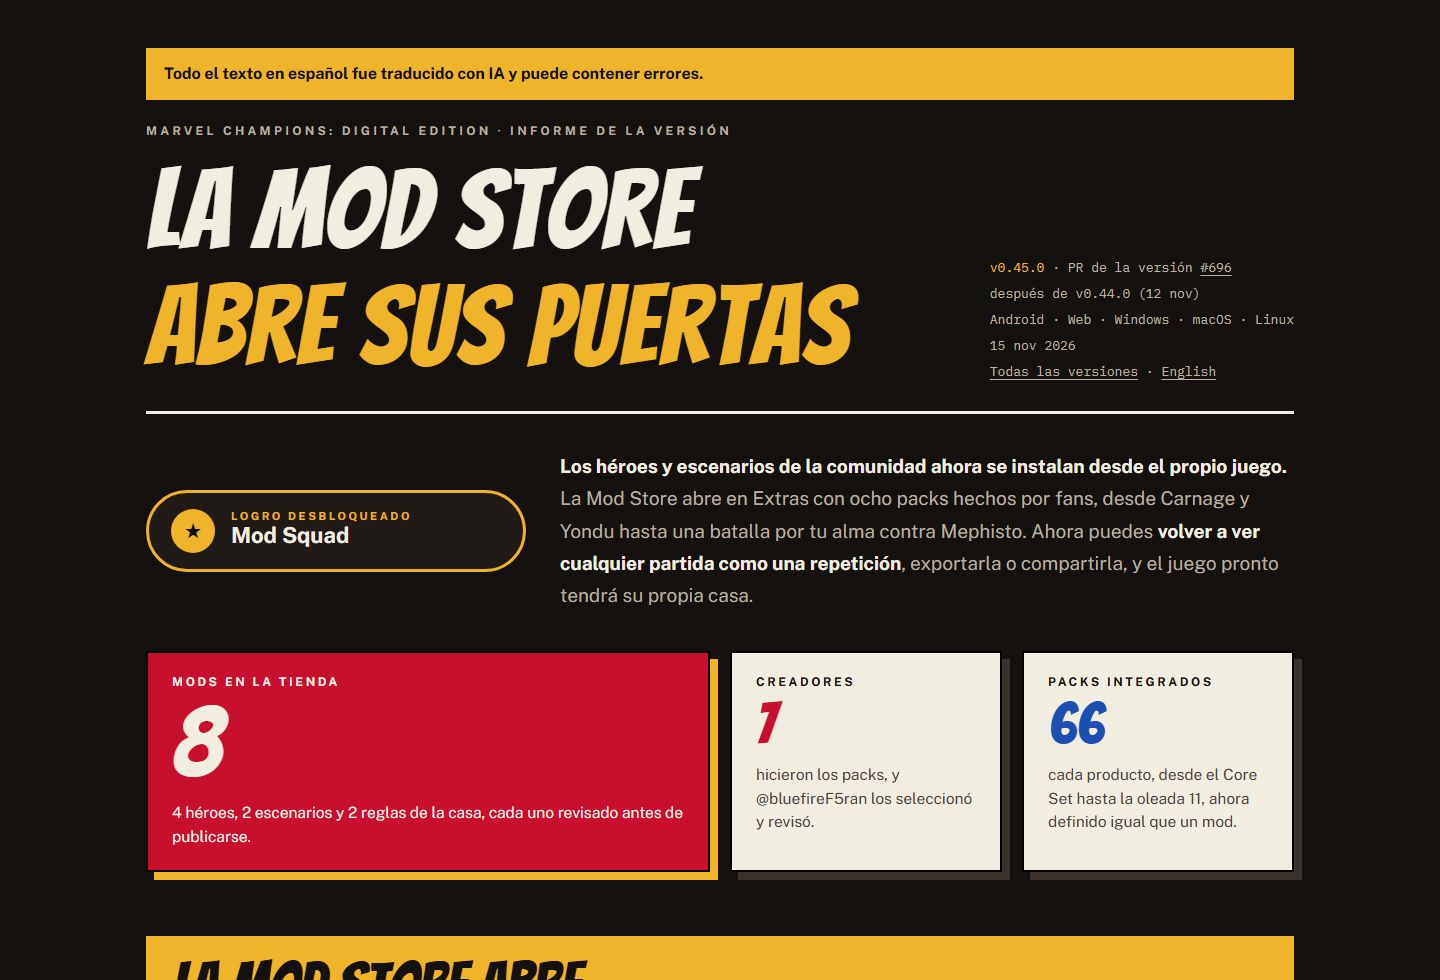 Todo el texto en español fue traducido con IA y puede contener errores.
MARVEL CHAMPIONS: DIGITAL EDITION · INFORME DE LA VERSIÓN
LA MOD STORE
ABRE SUS PUERTAS
v0.45.0 · PR de la versión #696
después de v0.44.0 (12 nov)
Android · Web · Windows · macOS · Linux
15 nov 2026
Todas las versiones · English
LOGRO DESBLOQUEADO
★ Mod Squad
Los héroes y escenarios de la comunidad ahora se instalan desde el propio juego.
La Mod Store abre en Extras con ocho packs hechos por fans, desde Carnage y
Yondu hasta una batalla por tu alma contra Mephisto. Ahora puedes volver a ver
cualquier partida como una repetición, exportarla o compartirla, y el juego pronto
tendrá su propia casa.
MODS EN LA TIENDA
8
4 héroes, 2 escenarios y 2 reglas de la casa, cada uno revisado antes de
publicarse.
CREADORES
7
hicieron los packs, y
@bluefireF5ran los seleccionó
y revisó.
PACKS INTEGRADOS
66
cada producto, desde el Core
Set hasta la oleada 11, ahora
definido igual que un mod.
LA MOD STORE ABRE